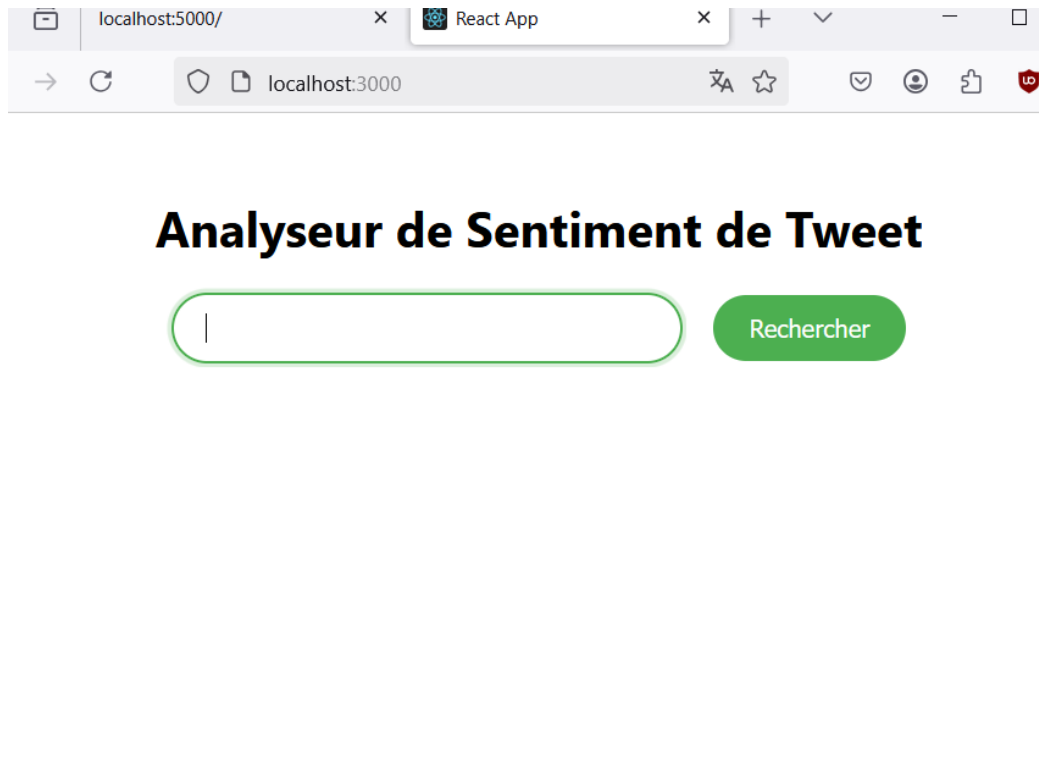 localhost:5000/
React App
localhost:3000
Analyseur de Sentiment de Tweet
Rechercher